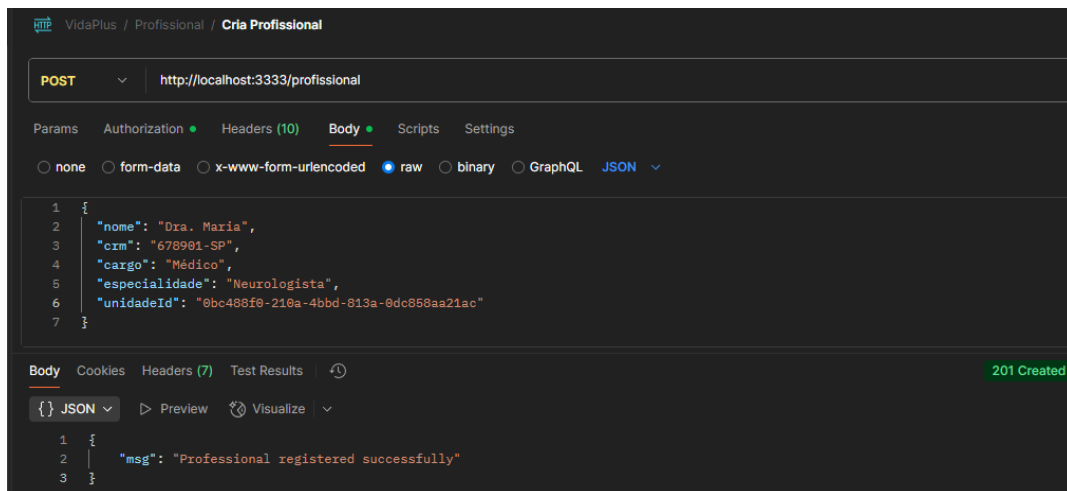 HTTP VidaPlus / Profissional / Cria Profissional
POST http://localhost:3333/profissional
Params Authorization Headers (10) Body Scripts Settings
none form-data x-www-form-urlencoded raw binary GraphQL JSON
1 {
2 "nome": "Dra. Maria",
3 "crm": "678901-SP",
4 "cargo": "Médico",
5 "especialidade": "Neurologista",
6 "unidadeId": "0bc488f0-210a-4bbd-813a-0dc858aa21ac"
7 }
Body Cookies Headers (7) Test Results 201 Created
{} JSON Preview Visualize
1 {
2 "msg": "Professional registered successfully"
3 }